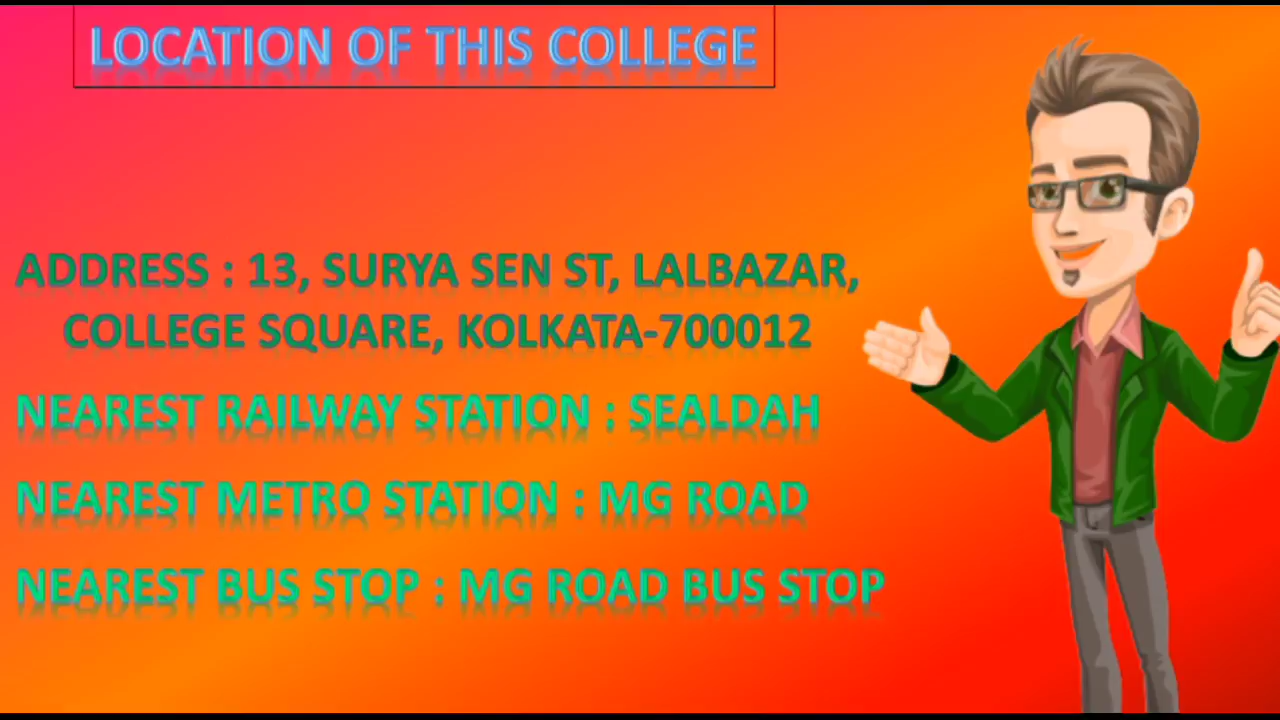 LOCATION OF THIS COLLEGE
ADDRESS : 13, SURYA SEN ST, LALBAZAR,
COLLEGE SQUARE, KOLKATA-700012
NEAREST RAILWAY STATION : SEALDAH
NEAREST METRO STATION : MG ROAD
NEAREST BUS STOP : MG ROAD BUS STOP